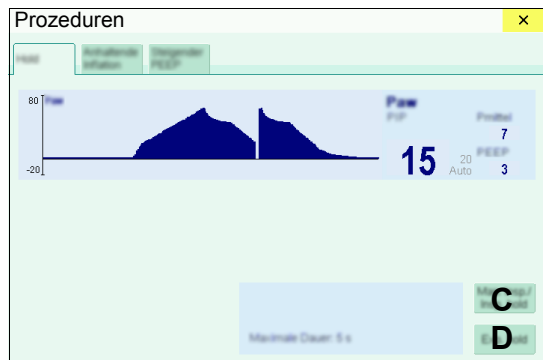 Prozeduren
×
Hold
Anhaltende
Inflation
Steigender
PEEP
80
Paw
-20
Paw
PIP
Pmittel
7
15
20
Auto
PEEP
3
C
Maximale Dauer: 5 s
D